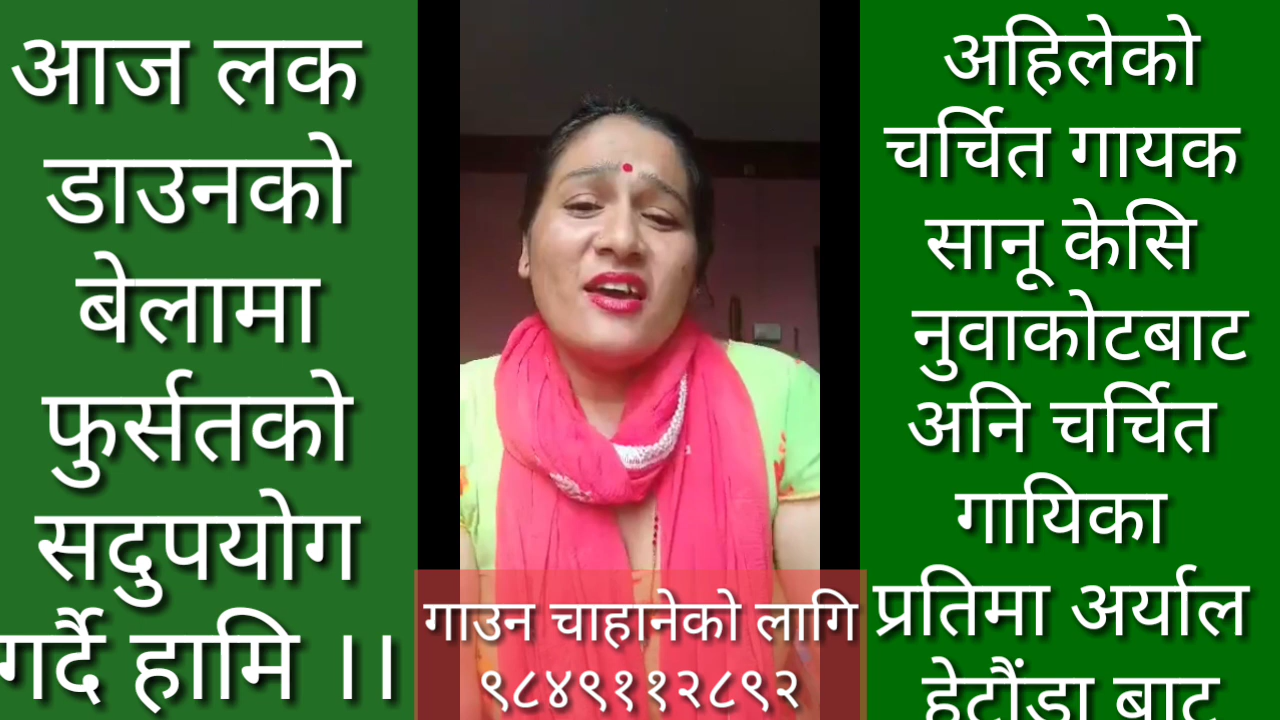 आज लक
डाउनको
बेलामा
फुर्सतको
सदुपयोग
गर्दै हामि ।।
गाउन चाहानेको लागि
९८४९११२८९२
अहिलेको
चर्चित गायक
सानू केसि
नुवाकोटबाट
अनि चर्चित
गायिका
प्रतिमा अर्याल
हेटौंडा बाट